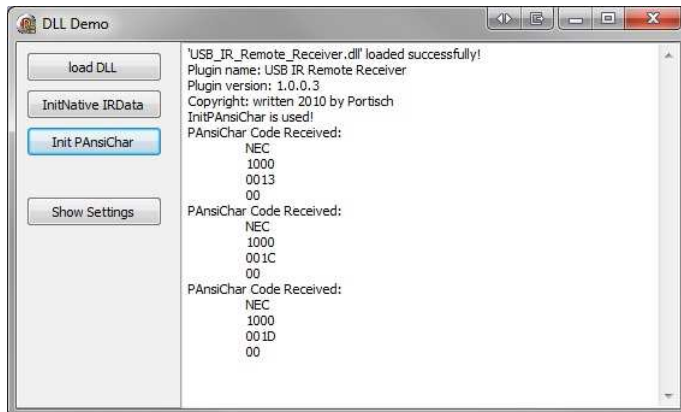 DLL Demo
load DLL
InitNative IRData
Init PAnsiChar
Show Settings
'USB_IR_Remote_Receiver.dll' loaded successfully!
Plugin name: USB IR Remote Receiver
Plugin version: 1.0.0.3
Copyright: written 2010 by Portisch
InitPAnsiChar is used!
PAnsiChar Code Received:
NEC
1000
0013
00
PAnsiChar Code Received:
NEC
1000
001C
00
PAnsiChar Code Received:
NEC
1000
001D
00